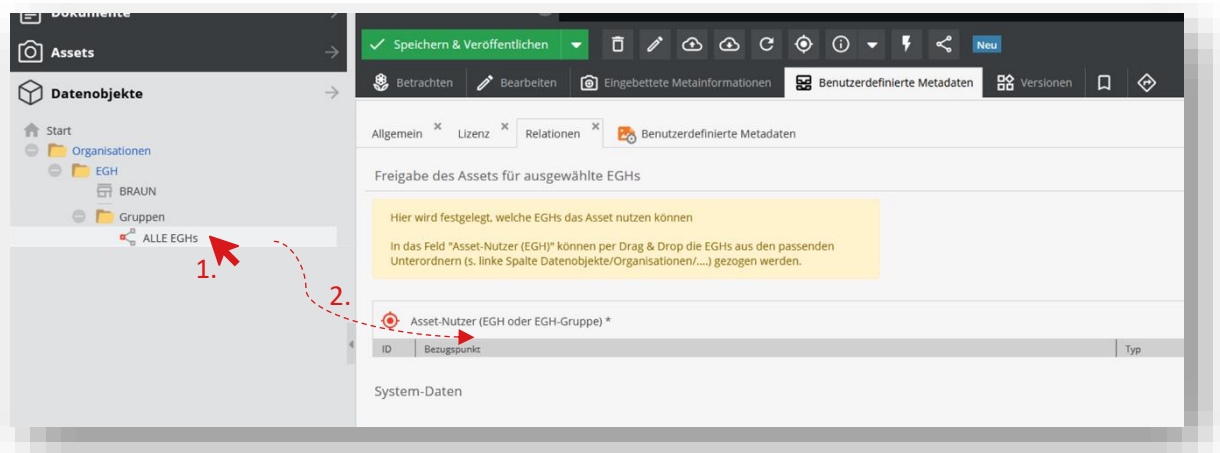 Dokumente
Assets
Datenobjekte
Start
Organisationen
EGH
BRAUN
Gruppen
ALLE EGHs
1.
2.
Speichern & Veröffentlichen
Neu
Betrachten Bearbeiten Eingebettete Metainformationen Benutzerdefinierte Metadaten Versionen
Allgemein Lizenz Relationen Benutzerdefinierte Metadaten
Freigabe des Assets für ausgewählte EGHs
Hier wird festgelegt, welche EGHs das Asset nutzen können
In das Feld "Asset-Nutzer (EGH)" können per Drag & Drop die EGHs aus den passenden
Unterordnern (s. linke Spalte Datenobjekte/Organisationen/....) gezogen werden.
Asset-Nutzer (EGH oder EGH-Gruppe) *
ID Bezugspunkt Typ
System-Daten